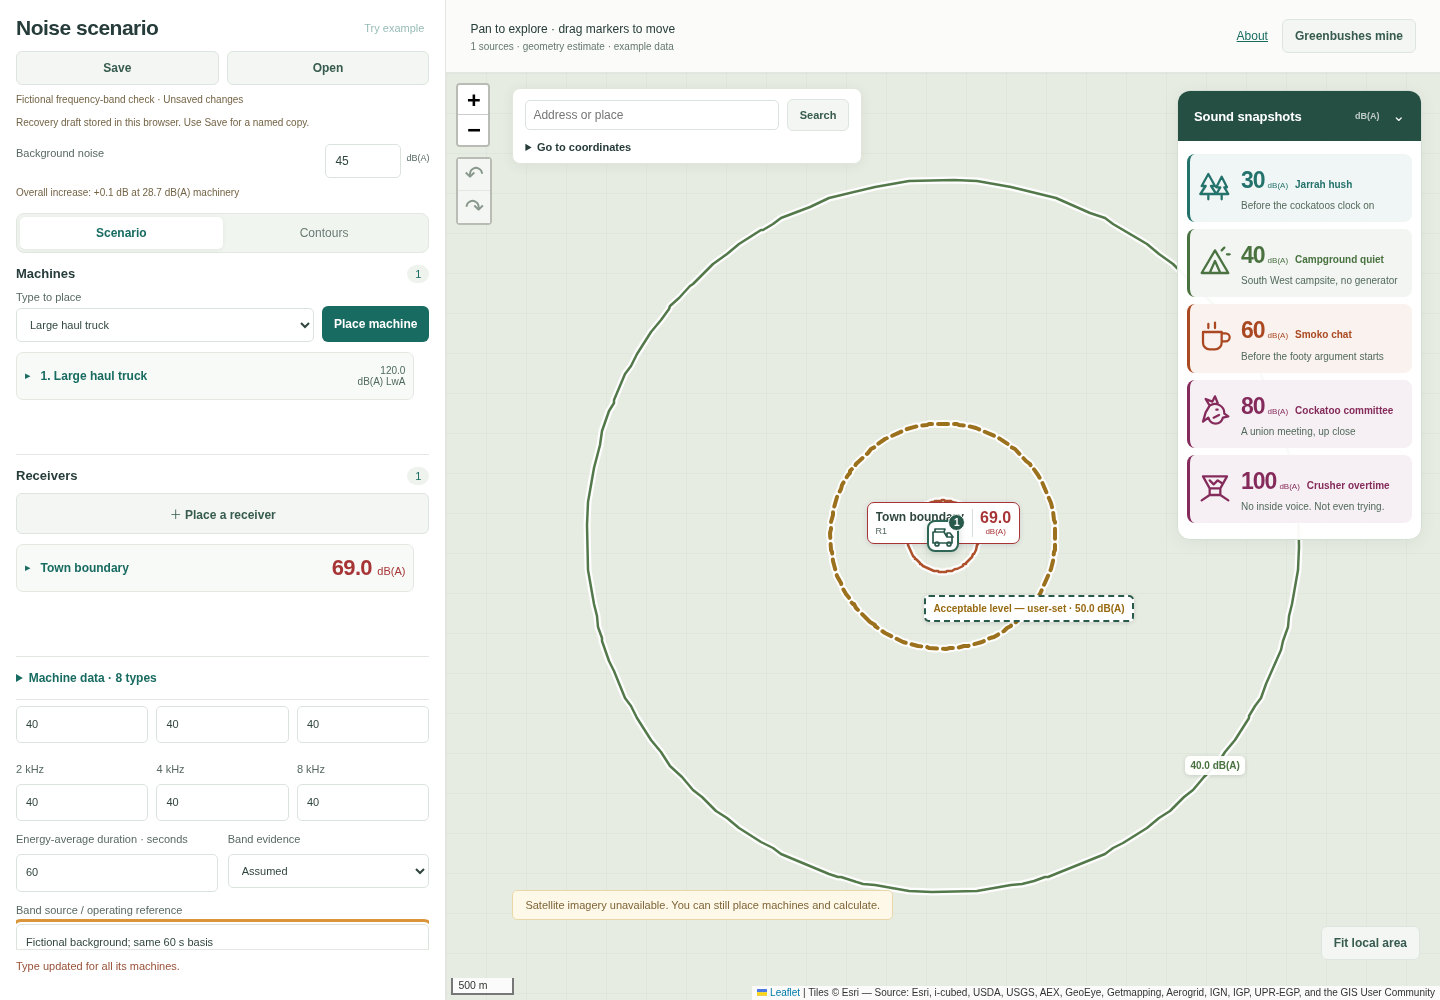 Noise scenario
Try example
Save
Open
Fictional frequency-band check · Unsaved changes
Recovery draft stored in this browser. Use Save for a named copy.
Background noise
45
dB(A)
Overall increase: +0.1 dB at 28.7 dB(A) machinery
Scenario
Contours
Machines
1
Type to place
Large haul truck
Place machine
1. Large haul truck
120.0
dB(A) LwA
Receivers
1
+ Place a receiver
Town boundary
69.0 dB(A)
Machine data · 8 types
40
40
40
2 kHz
4 kHz
8 kHz
40
40
40
Energy-average duration · seconds
Band evidence
60
Assumed
Band source / operating reference
Fictional background; same 60 s basis
Type updated for all its machines.
Pan to explore · drag markers to move
1 sources · geometry estimate · example data
About
Greenbushes mine
+
−
Address or place
Search
Go to coordinates
Sound snapshots
dB(A)
30 dB(A) Jarrah hush
Before the cockatoos clock on
40 dB(A) Campground quiet
South West campsite, no generator
60 dB(A) Smoko chat
Before the footy argument starts
80 dB(A) Cockatoo committee
A union meeting, up close
100 dB(A) Crusher overtime
No inside voice. Not even trying.
Town boundary
R1
69.0
dB(A)
1
Acceptable level — user-set · 50.0 dB(A)
40.0 dB(A)
Satellite imagery unavailable. You can still place machines and calculate.
Fit local area
500 m
Leaflet | Tiles © Esri — Source: Esri, i-cubed, USDA, USGS, AEX, GeoEye, Getmapping, Aerogrid, IGN, IGP, UPR-EGP, and the GIS User Community